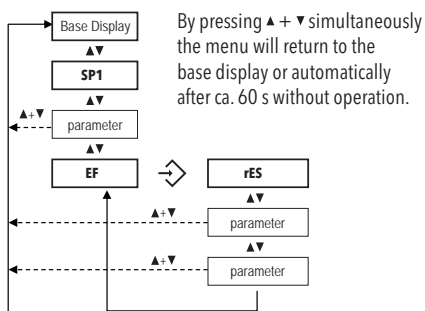 Base Display
By pressing ▲ + ▼ simultaneously
the menu will return to the
base display or automatically
after ca. 60 s without operation.
▲▼
SP1
▲▼
▲+▼
parameter
▲▼
EF
rES
▲▼
▲+▼
parameter
▲▼
▲+▼
parameter